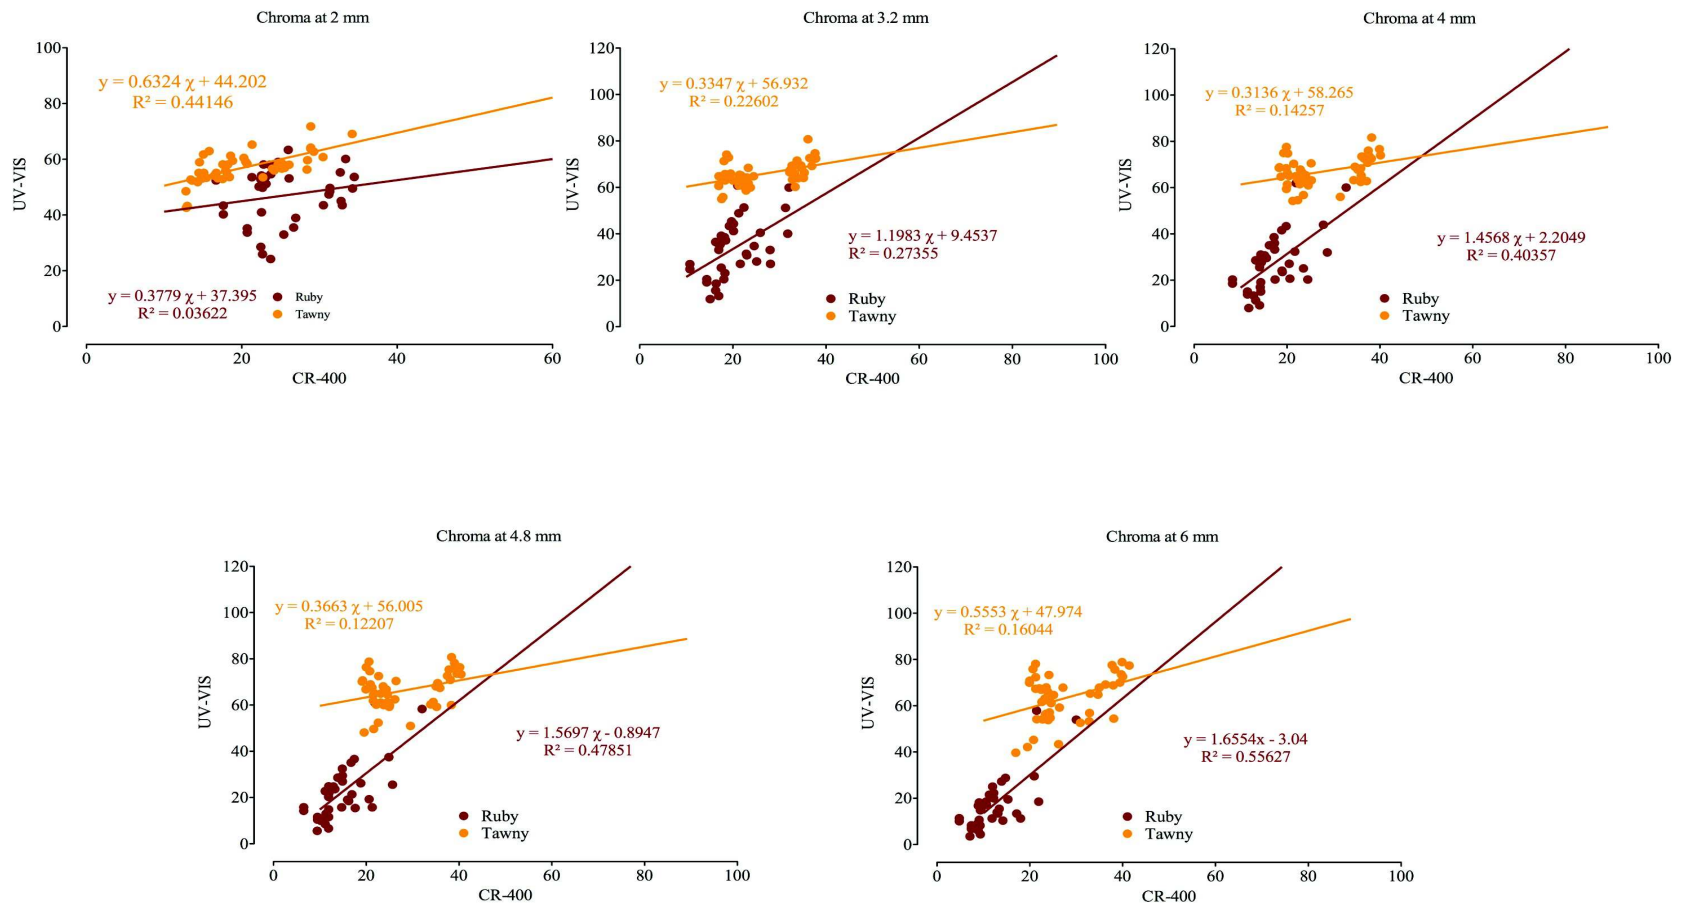 Chroma at 2 mm
100
80
60
40
20
0
UV-VIS
y = 0.6324 χ + 44.202
R² = 0.44146
y = 0.3779 χ + 37.395
R² = 0.03622
Ruby
Tawny
0 20 40 60
CR-400
Chroma at 3.2 mm
120
100
80
60
40
20
0
UV-VIS
y = 0.3347 χ + 56.932
R² = 0.22602
y = 1.1983 χ + 9.4537
R² = 0.27355
Ruby
Tawny
0 20 40 60 80 100
CR-400
Chroma at 4 mm
120
100
80
60
40
20
0
UV-VIS
y = 0.3136 χ + 58.265
R² = 0.14257
y = 1.4568 χ + 2.2049
R² = 0.40357
Ruby
Tawny
0 20 40 60 80 100
CR-400
Chroma at 4.8 mm
120
100
80
60
40
20
0
UV-VIS
y = 0.3663 χ + 56.005
R² = 0.12207
y = 1.5697 χ - 0.8947
R² = 0.47851
Ruby
Tawny
0 20 40 60 80 100
CR-400
Chroma at 6 mm
120
100
80
60
40
20
0
UV-VIS
y = 0.5553 χ + 47.974
R² = 0.16044
y = 1.6554x - 3.04
R² = 0.55627
Ruby
Tawny
0 20 40 60 80 100
CR-400